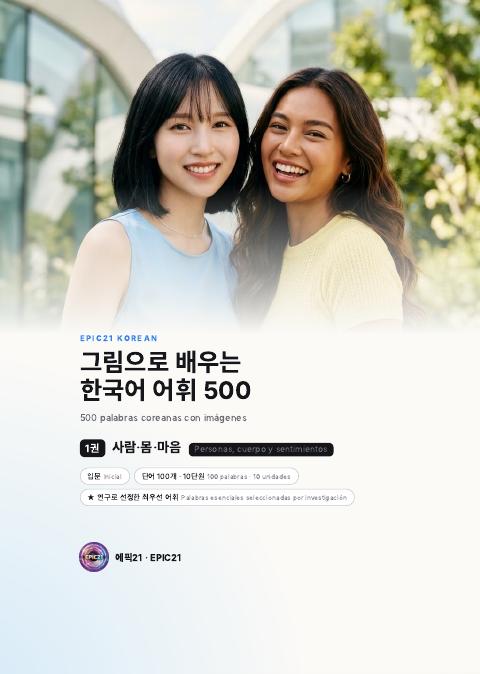 EPIC21 KOREAN
그림으로 배우는
한국어 어휘 500
500 palabras coreanas con imágenes
1권 사람·몸·마음 Personas, cuerpo y sentimientos
입문 Inicial 단어 100개 · 10단원 100 palabras · 10 unidades
★ 연구로 선정한 최우선 어휘 Palabras esenciales seleccionadas por investigación
EPIC21 에픽21 · EPIC21